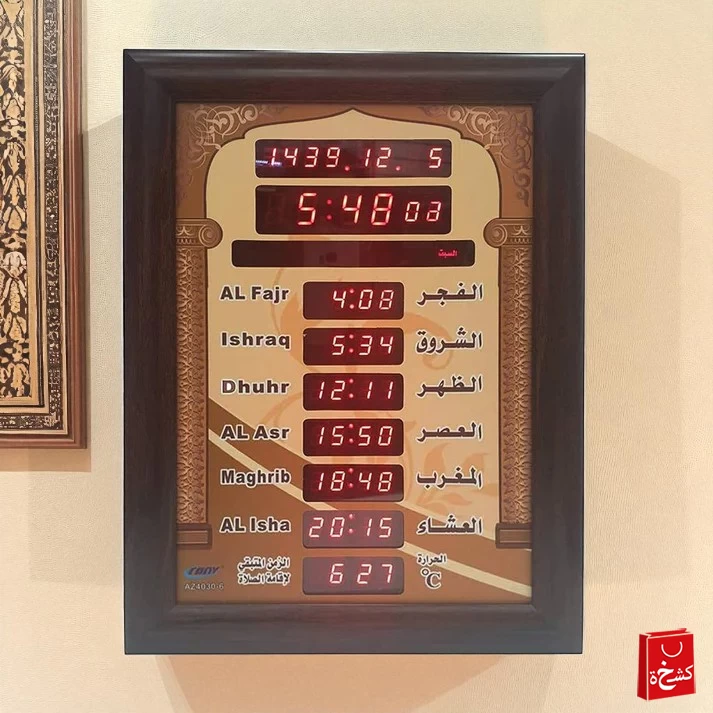 1439.12. 5
5:48 03
السبت
AL Fajr 4:08 الفجر
Ishraq 5:34 الشروق
Dhuhr 12:11 الظهر
AL Asr 15:50 العصر
Maghrib 18:48 المغرب
AL Isha 20:15 العشاء
الزمن المتبقي
لإقامة الصلاة
6 27
الحرارة
°C
CBNY
AZ4030-6
كشخة